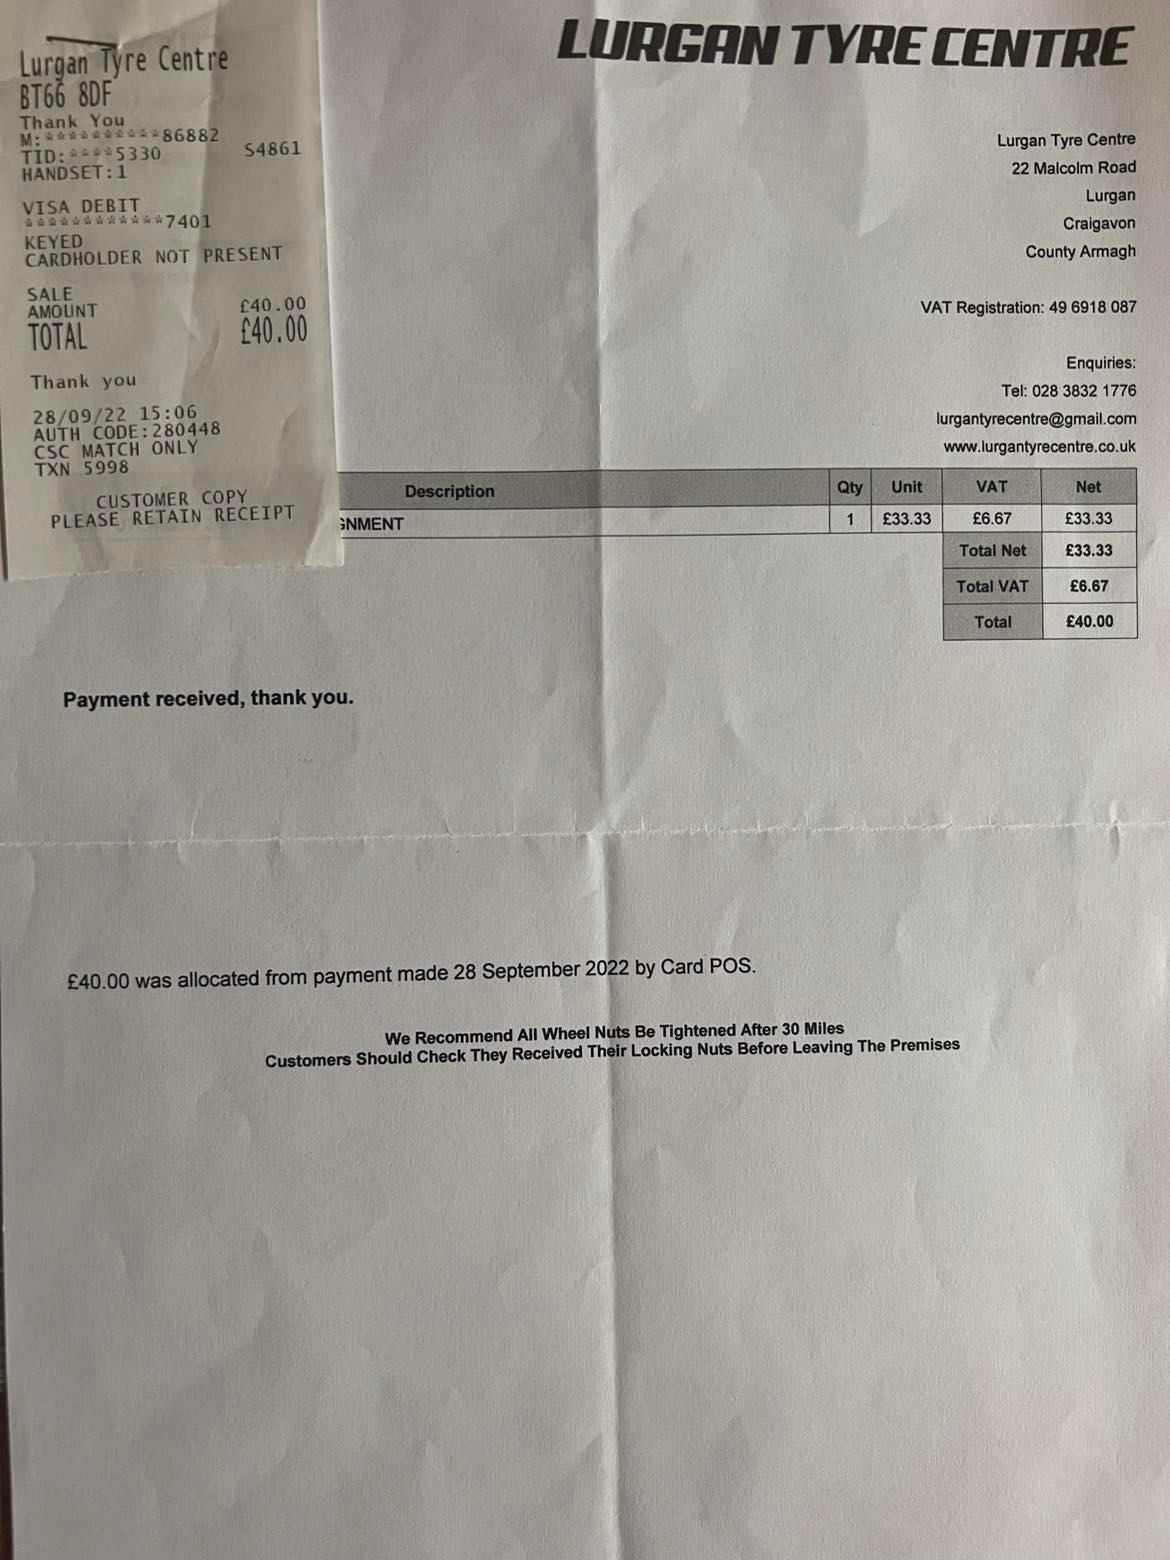 Lurgan Tyre Centre
BT66 8DF
Thank You
M:**********86882
TID:****5330 S4861
HANDSET:1
VISA DEBIT
************7401
KEYED
CARDHOLDER NOT PRESENT
SALE
AMOUNT £40.00
TOTAL £40.00
Thank you
28/09/22 15:06
AUTH CODE:280448
CSC MATCH ONLY
TXN 5998
CUSTOMER COPY
PLEASE RETAIN RECEIPT
LURGAN TYRE CENTRE
Lurgan Tyre Centre
22 Malcolm Road
Lurgan
Craigavon
County Armagh
VAT Registration: 49 6918 087
Enquiries:
Tel: 028 3832 1776
lurgantyrecentre@gmail.com
www.lurgantyrecentre.co.uk
Description Qty Unit VAT Net
GNMENT 1 £33.33 £6.67 £33.33
Total Net £33.33
Total VAT £6.67
Total £40.00
Payment received, thank you.
£40.00 was allocated from payment made 28 September 2022 by Card POS.
We Recommend All Wheel Nuts Be Tightened After 30 Miles
Customers Should Check They Received Their Locking Nuts Before Leaving The Premises